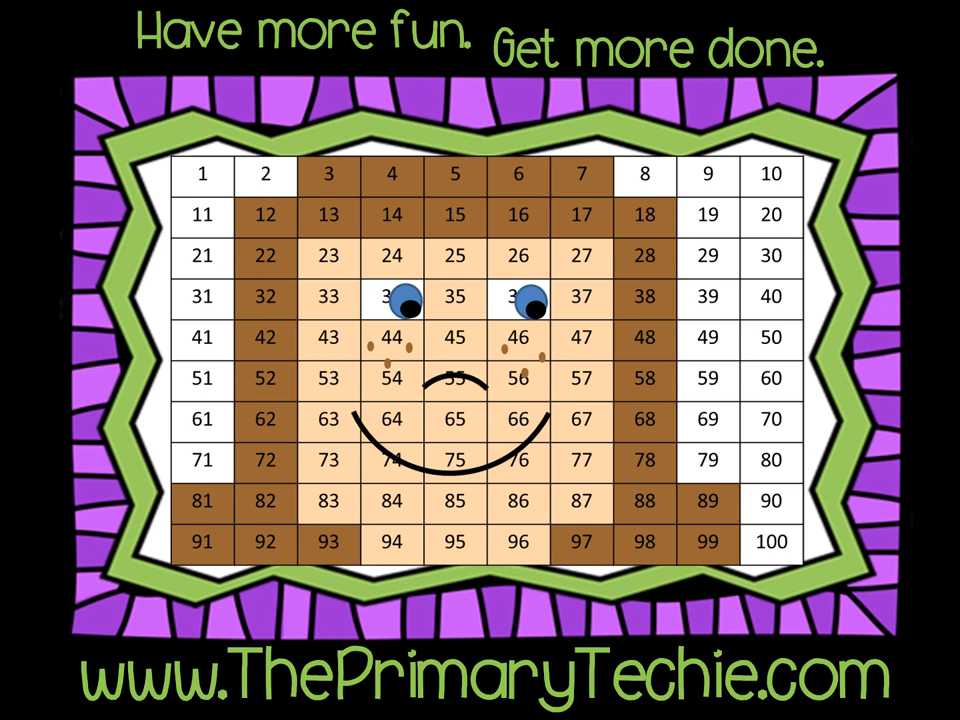 Have more fun. Get more done.
1 2 3 4 5 6 7 8 9 10
11 12 13 14 15 16 17 18 19 20
21 22 23 24 25 26 27 28 29 30
31 32 33 35 37 38 39 40
41 42 43 44 45 46 47 48 49 50
51 52 53 54 55 56 57 58 59 60
61 62 63 64 65 66 67 68 69 70
71 72 73 74 75 76 77 78 79 80
81 82 83 84 85 86 87 88 89 90
91 92 93 94 95 96 97 98 99 100
www.ThePrimaryTechie.com